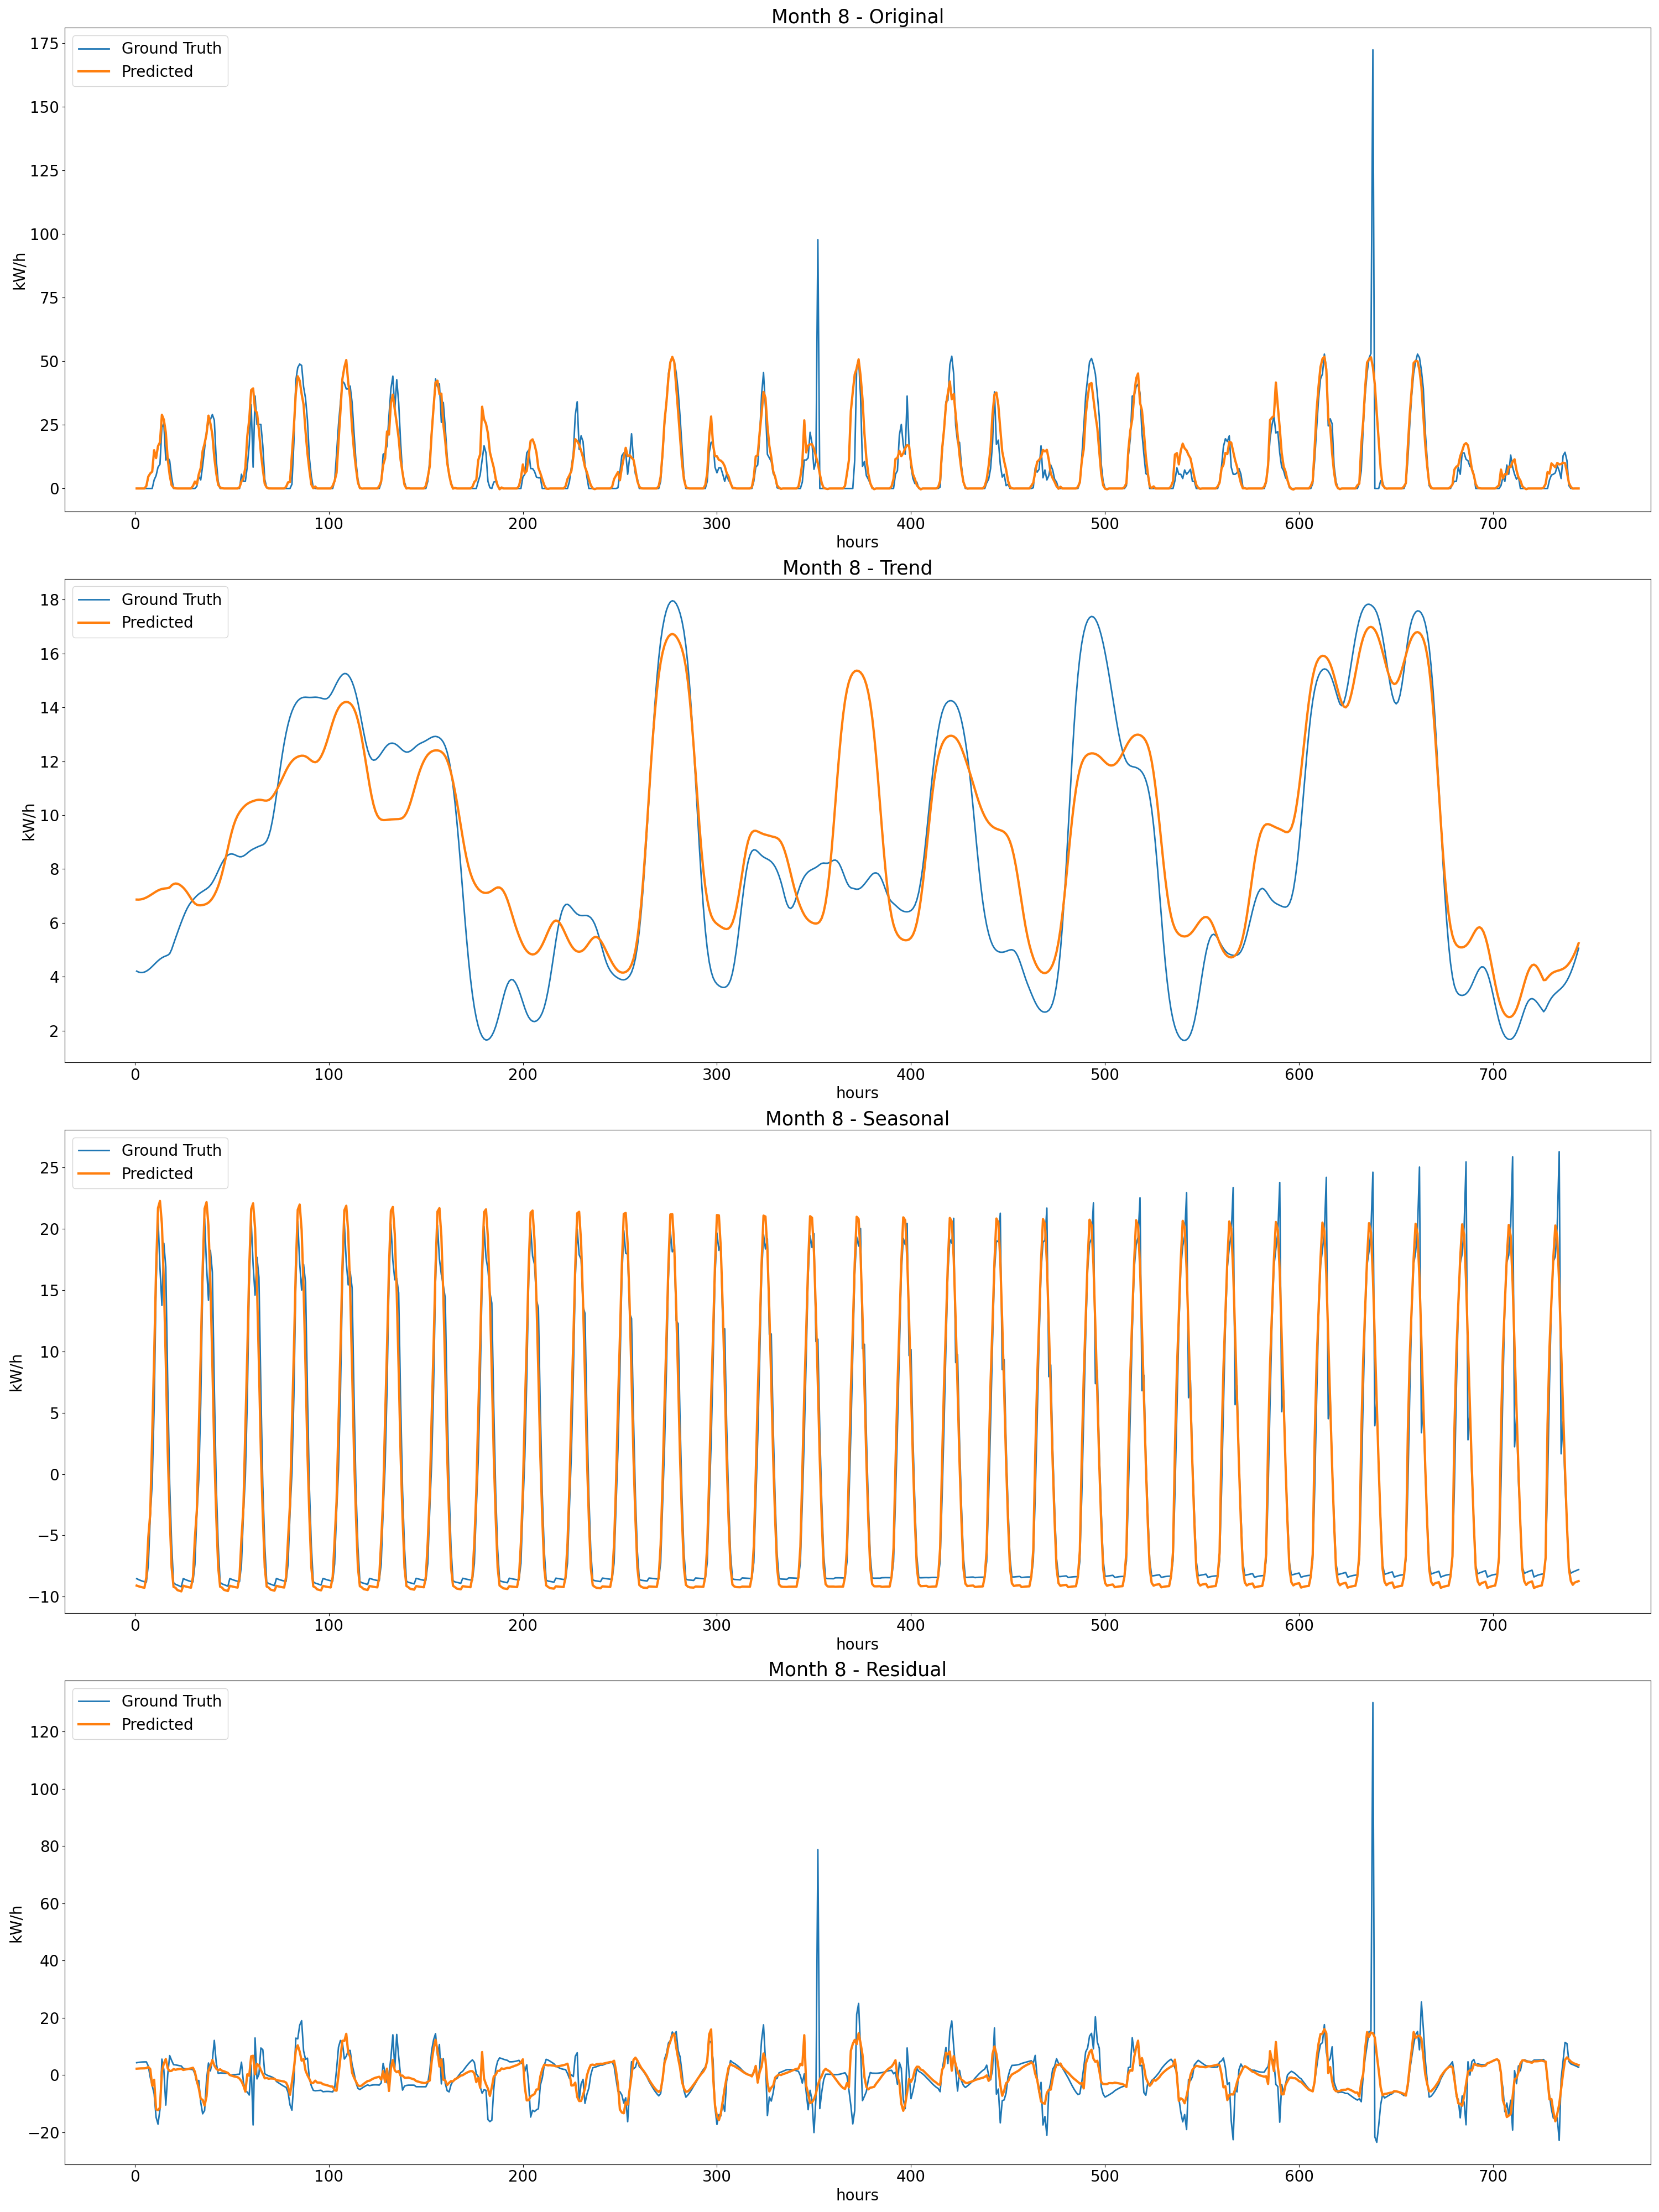 Month 8 - Original
Ground Truth
Predicted
175
150
125
100
75
50
25
0
kW/h
0 100 200 300 400 500 600 700
hours
Month 8 - Trend
Ground Truth
Predicted
18
16
14
12
10
8
6
4
2
kW/h
0 100 200 300 400 500 600 700
hours
Month 8 - Seasonal
Ground Truth
Predicted
25
20
15
10
5
0
−5
−10
kW/h
0 100 200 300 400 500 600 700
hours
Month 8 - Residual
Ground Truth
Predicted
120
100
80
60
40
20
0
−20
kW/h
0 100 200 300 400 500 600 700
hours